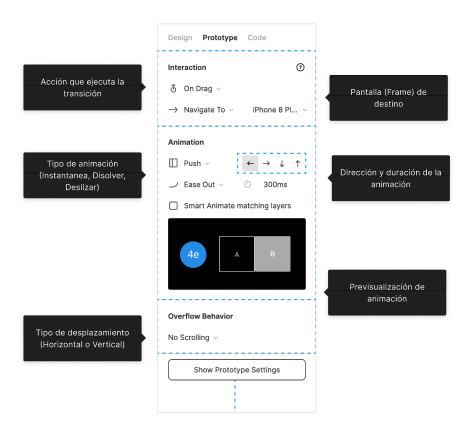 Design Prototype Code
Interaction
On Drag
Navigate To iPhone 8 Pl...
Animation
Push ← → ↓ ↑
Ease Out 300ms
Smart Animate matching layers
4e A B
Overflow Behavior
No Scrolling
Show Prototype Settings
Acción que ejecuta la
transición
Tipo de animación
(Instantanea, Disolver,
Deslizar)
Tipo de desplazamiento
(Horizontal o Vertical)
Pantalla (Frame) de
destino
Dirección y duración de la
animación
Previsualización de
animación